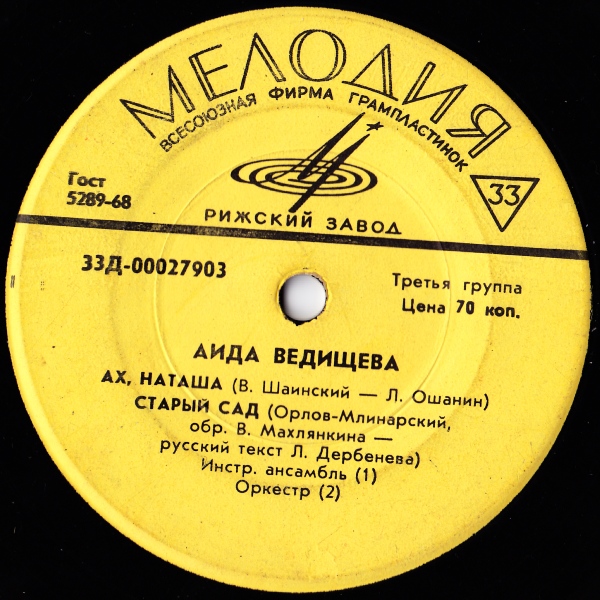 МЕЛОДИЯ
ВСЕСОЮЗНАЯ ФИРМА ГРАМПЛАСТИНОК
Гост
5289-68
33
РИЖСКИЙ ЗАВОД
33Д-00027903
Третья группа
Цена 70 коп.
АИДА ВЕДИЩЕВА
АХ, НАТАША (В. Шаинский — Л. Ошанин)
СТАРЫЙ САД (Орлов-Млинарский,
обр. В. Махлянкина —
русский текст Л. Дербенева)
Инстр. ансамбль (1)
Оркестр (2)